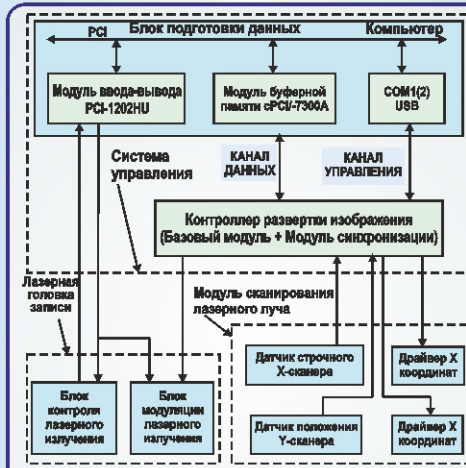 PCI Блок подготовки данных Компьютер
Модуль ввода-вывода
PCI-1202HU
Модуль буферной
памяти cPCI/-7300A
COM1(2)
USB
Система
управления
КАНАЛ
ДАННЫХ
КАНАЛ
УПРАВЛЕНИЯ
Контроллер развертки изображения
(Базовый модуль + Модуль синхронизации)
Лазерная
головка
записи
Модуль сканирования
лазерного луча
Датчик строчного
X-сканера
Драйвер X
координат
Блок
контроля
лазерного
излучения
Блок
модуляции
лазерного
излучения
Датчик положения
Y-сканера
Драйвер X
координат